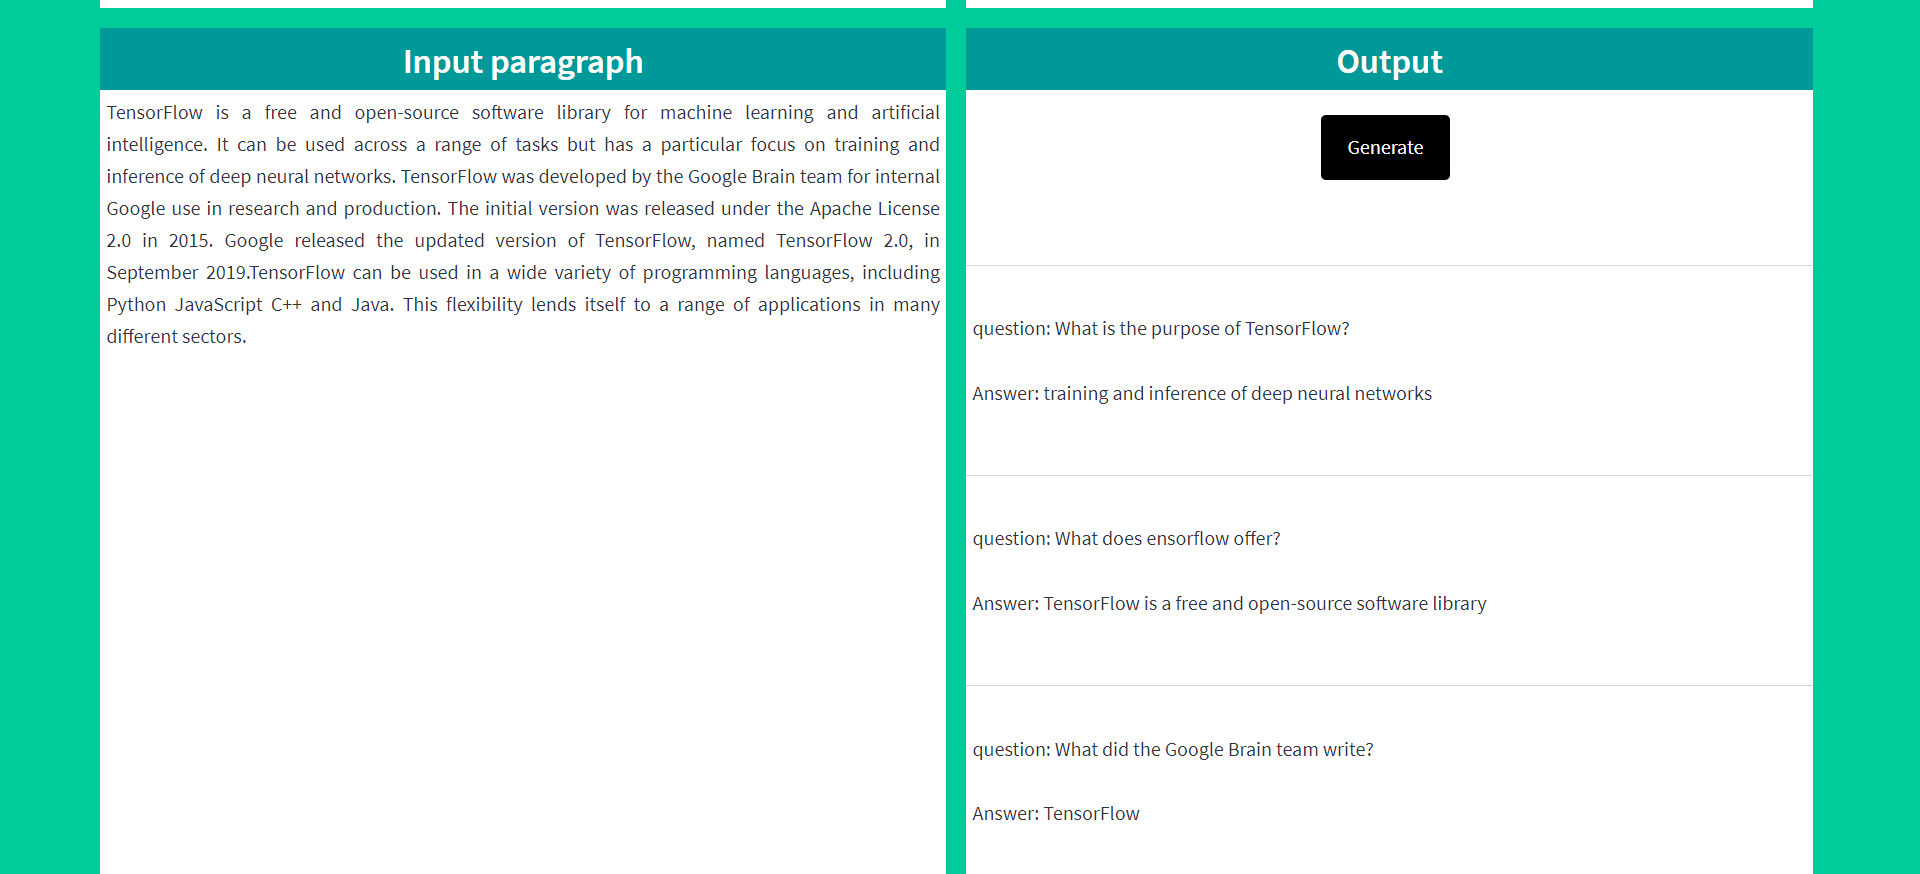 Input paragraph
TensorFlow is a free and open-source software library for machine learning and artificial
intelligence. It can be used across a range of tasks but has a particular focus on training and
inference of deep neural networks. TensorFlow was developed by the Google Brain team for internal
Google use in research and production. The initial version was released under the Apache License
2.0 in 2015. Google released the updated version of TensorFlow, named TensorFlow 2.0, in
September 2019.TensorFlow can be used in a wide variety of programming languages, including
Python JavaScript C++ and Java. This flexibility lends itself to a range of applications in many
different sectors.
Output
Generate
question: What is the purpose of TensorFlow?
Answer: training and inference of deep neural networks
question: What does ensorflow offer?
Answer: TensorFlow is a free and open-source software library
question: What did the Google Brain team write?
Answer: TensorFlow